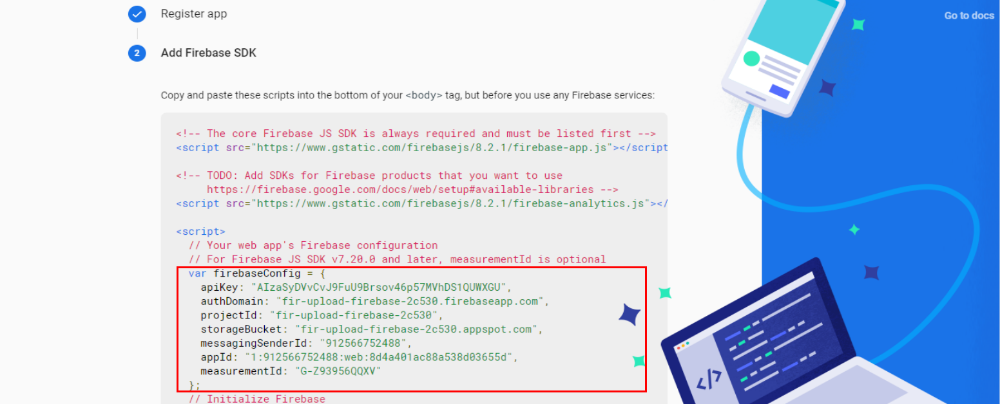 Register app
Go to docs
2
Add Firebase SDK
Copy and paste these scripts into the bottom of your <body> tag, but before you use any Firebase services:
<!-- The core Firebase JS SDK is always required and must be listed first -->
<script src="https://www.gstatic.com/firebasejs/8.2.1/firebase-app.js"></script
<!-- TODO: Add SDKs for Firebase products that you want to use
https://firebase.google.com/docs/web/setup#available-libraries -->
<script src="https://www.gstatic.com/firebasejs/8.2.1/firebase-analytics.js"></
<script>
// Your web app's Firebase configuration
// For Firebase JS SDK v7.20.0 and later, measurementId is optional
var firebaseConfig = {
apiKey: "AIzaSyDVvCvJ9FuU9Brsov46p57MVhDS1QUWXGU",
authDomain: "fir-upload-firebase-2c530.firebaseapp.com",
projectId: "fir-upload-firebase-2c530",
storageBucket: "fir-upload-firebase-2c530.appspot.com",
messagingSenderId: "912566752488",
appId: "1:912566752488:web:8d4a401ac88a538d03655d",
measurementId: "G-Z93956QQXV"
};
// Initialize Firebase
</>